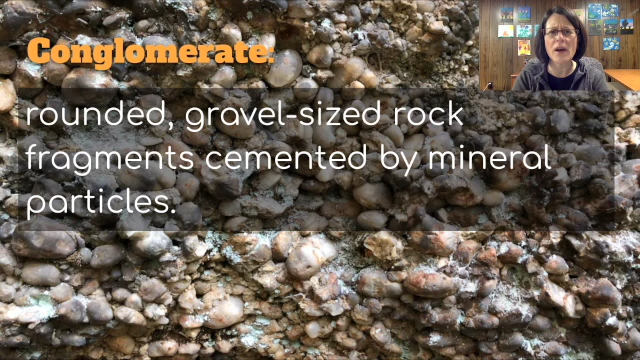 Conglomerate:
rounded, gravel-sized rock
fragments cemented by mineral
particles.